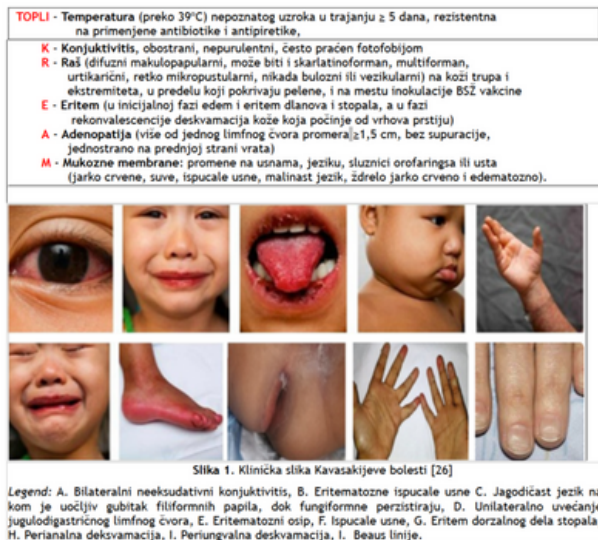 TOPLI - Temperatura (preko 39°C) nepoznatog uzroka u trajanju ≥ 5 dana, rezistentna
na primenjene antibiotike i antipiretike,
K - Konjuktivitis, obostrani, nepurulentni, često praćen fotofobijom
R - Raš (difuzni makulopapularni, može biti i skarlatinoforman, multiforman,
urtikarični, retko mikropustularni, nikada bulozni ili vezikularni) na koži trupa i
ekstremiteta, u predelu koji pokrivaju pelene, i na mestu inokulacije BSŽ vakcine
E - Eritem (u inicijalnoj fazi edem i eritem dlanova i stopala, a u fazi
rekonvalescencije deskvamacija kože koja počinje od vrhova prstiju)
A - Adenopatija (više od jednog limfnog čvora promera ≥1,5 cm, bez supuracije,
jednostrano na prednjoj strani vrata)
M - Mukozne membrane: promene na usnama, jeziku, sluznici orofaringsa ili usta
(jarko crvene, suve, ispucale usne, malinast jezik, ždrelo jarko crveno i edematozno).
Slika 1. Klinička slika Kavasakijeve bolesti [26]
Legend: A. Bilateralni neeksudativni konjuktivitis, B. Eritematozne ispucale usne C. Jagodičast jezik na
kom je uočljiv gubitak filiformnih papila, dok fungiformne perzistiraju, D. Unilateralno uvećanje
jugulodigastričnog limfnog čvora, E. Eritematozni osip, F. Ispucale usne, G. Eritem dorzalnog dela stopala,
H. Perianalna deksvamacija, I. Periungvalna deskvamacija, I. Beaus linije.